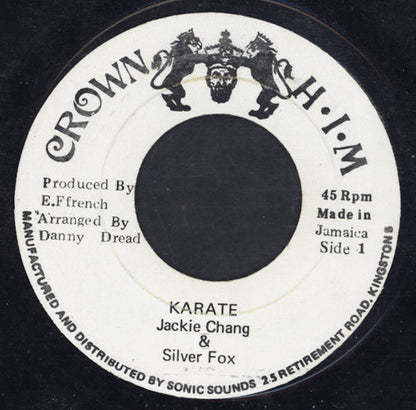 CROWN H·I·M
Produced By
E.Ffrench
Arranged By
Danny Dread
45 Rpm
Made in
Jamaica
Side 1
KARATE
Jackie Chang
&
Silver Fox
MANUFACTURED AND DISTRIBUTED BY SONIC SOUNDS 25 RETIREMENT ROAD. KINGSTON 5